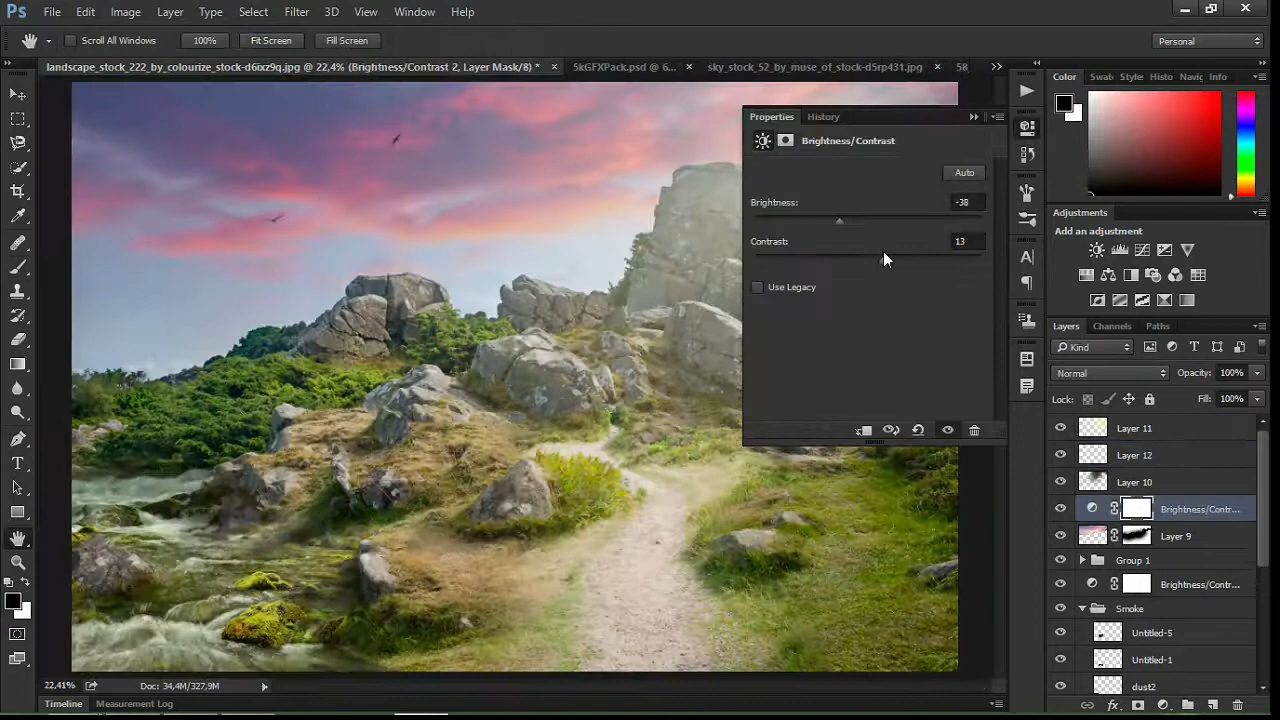 Ps File Edit Image Layer Type Select Filter 3D View Window Help
Scroll All Windows 100% Fit Screen Fill Screen Personal
landscape_stock_222_by_colourize_stock-d6ixz9q.jpg @ 22,4% (Brightness/Contrast 2, Layer Mask/8) * × 5kGFXPack.psd @ 6... × sky_stock_52_by_muse_of_stock-d5rp431.jpg × 58
Color Swab Style Histo Navig Info
Properties History
Brightness/Contrast
Auto
Brightness: -38
Contrast: 13
Use Legacy
Adjustments
Add an adjustment
Layers Channels Paths
Kind
Normal Opacity: 100%
Lock: Fill: 100%
Layer 11
Layer 12
Layer 10
Brightness/Contr...
Layer 9
Group 1
Brightness/Contr...
Smoke
Untitled-5
Untitled-1
dust2
22,41% Doc: 34,4M/327,9M
Timeline Measurement Log